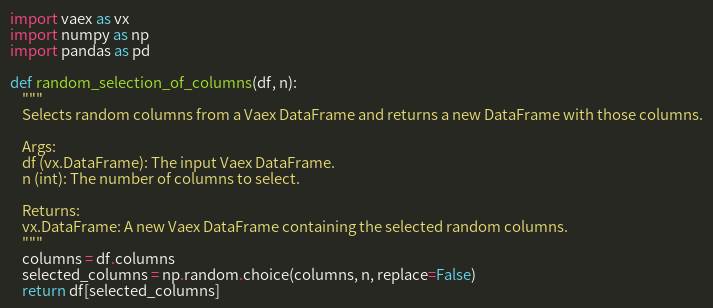 import vaex as vx
import numpy as np
import pandas as pd
def random_selection_of_columns(df, n):
"""
Selects random columns from a Vaex DataFrame and returns a new DataFrame with those columns.
Args:
df (vx.DataFrame): The input Vaex DataFrame.
n (int): The number of columns to select.
Returns:
vx.DataFrame: A new Vaex DataFrame containing the selected random columns.
"""
columns = df.columns
selected_columns = np.random.choice(columns, n, replace=False)
return df[selected_columns]